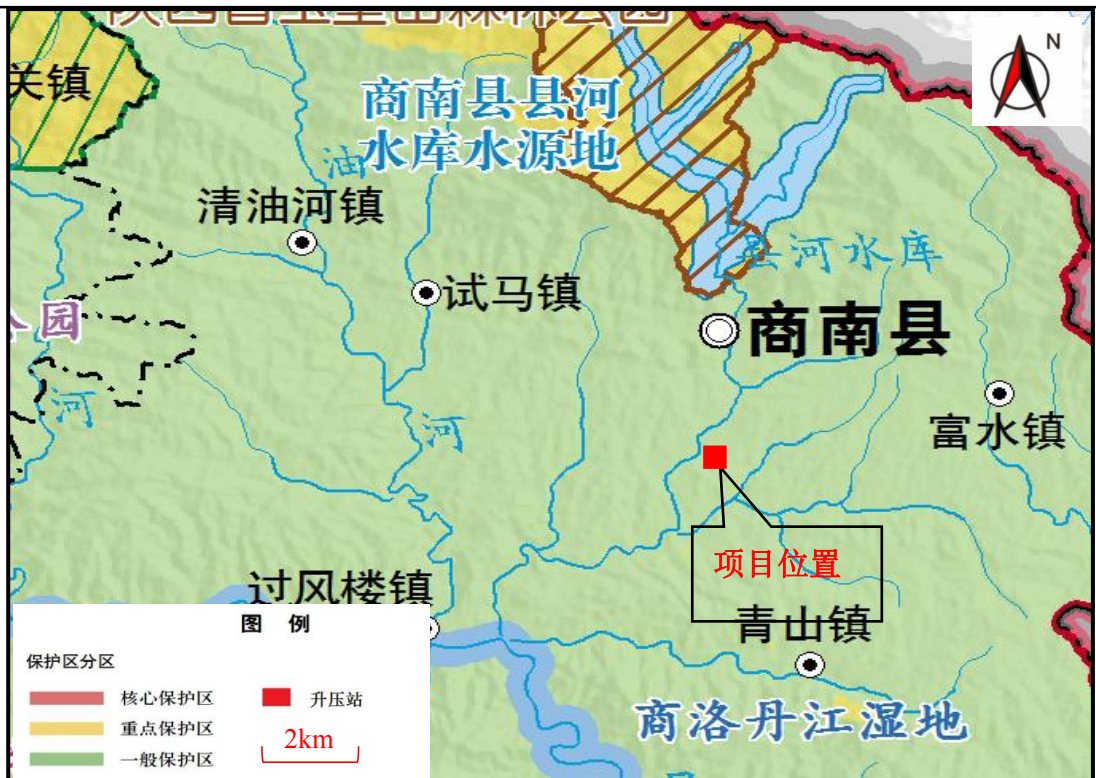 N
关镇
商南县县河
水库水源地
油
清油河镇
试马镇
县河水库
商南县
公园
河
河
富水镇
项目位置
过风楼镇
青山镇
商洛丹江湿地
图 例
保护区分区
核心保护区
升压站
重点保护区
2km
一般保护区